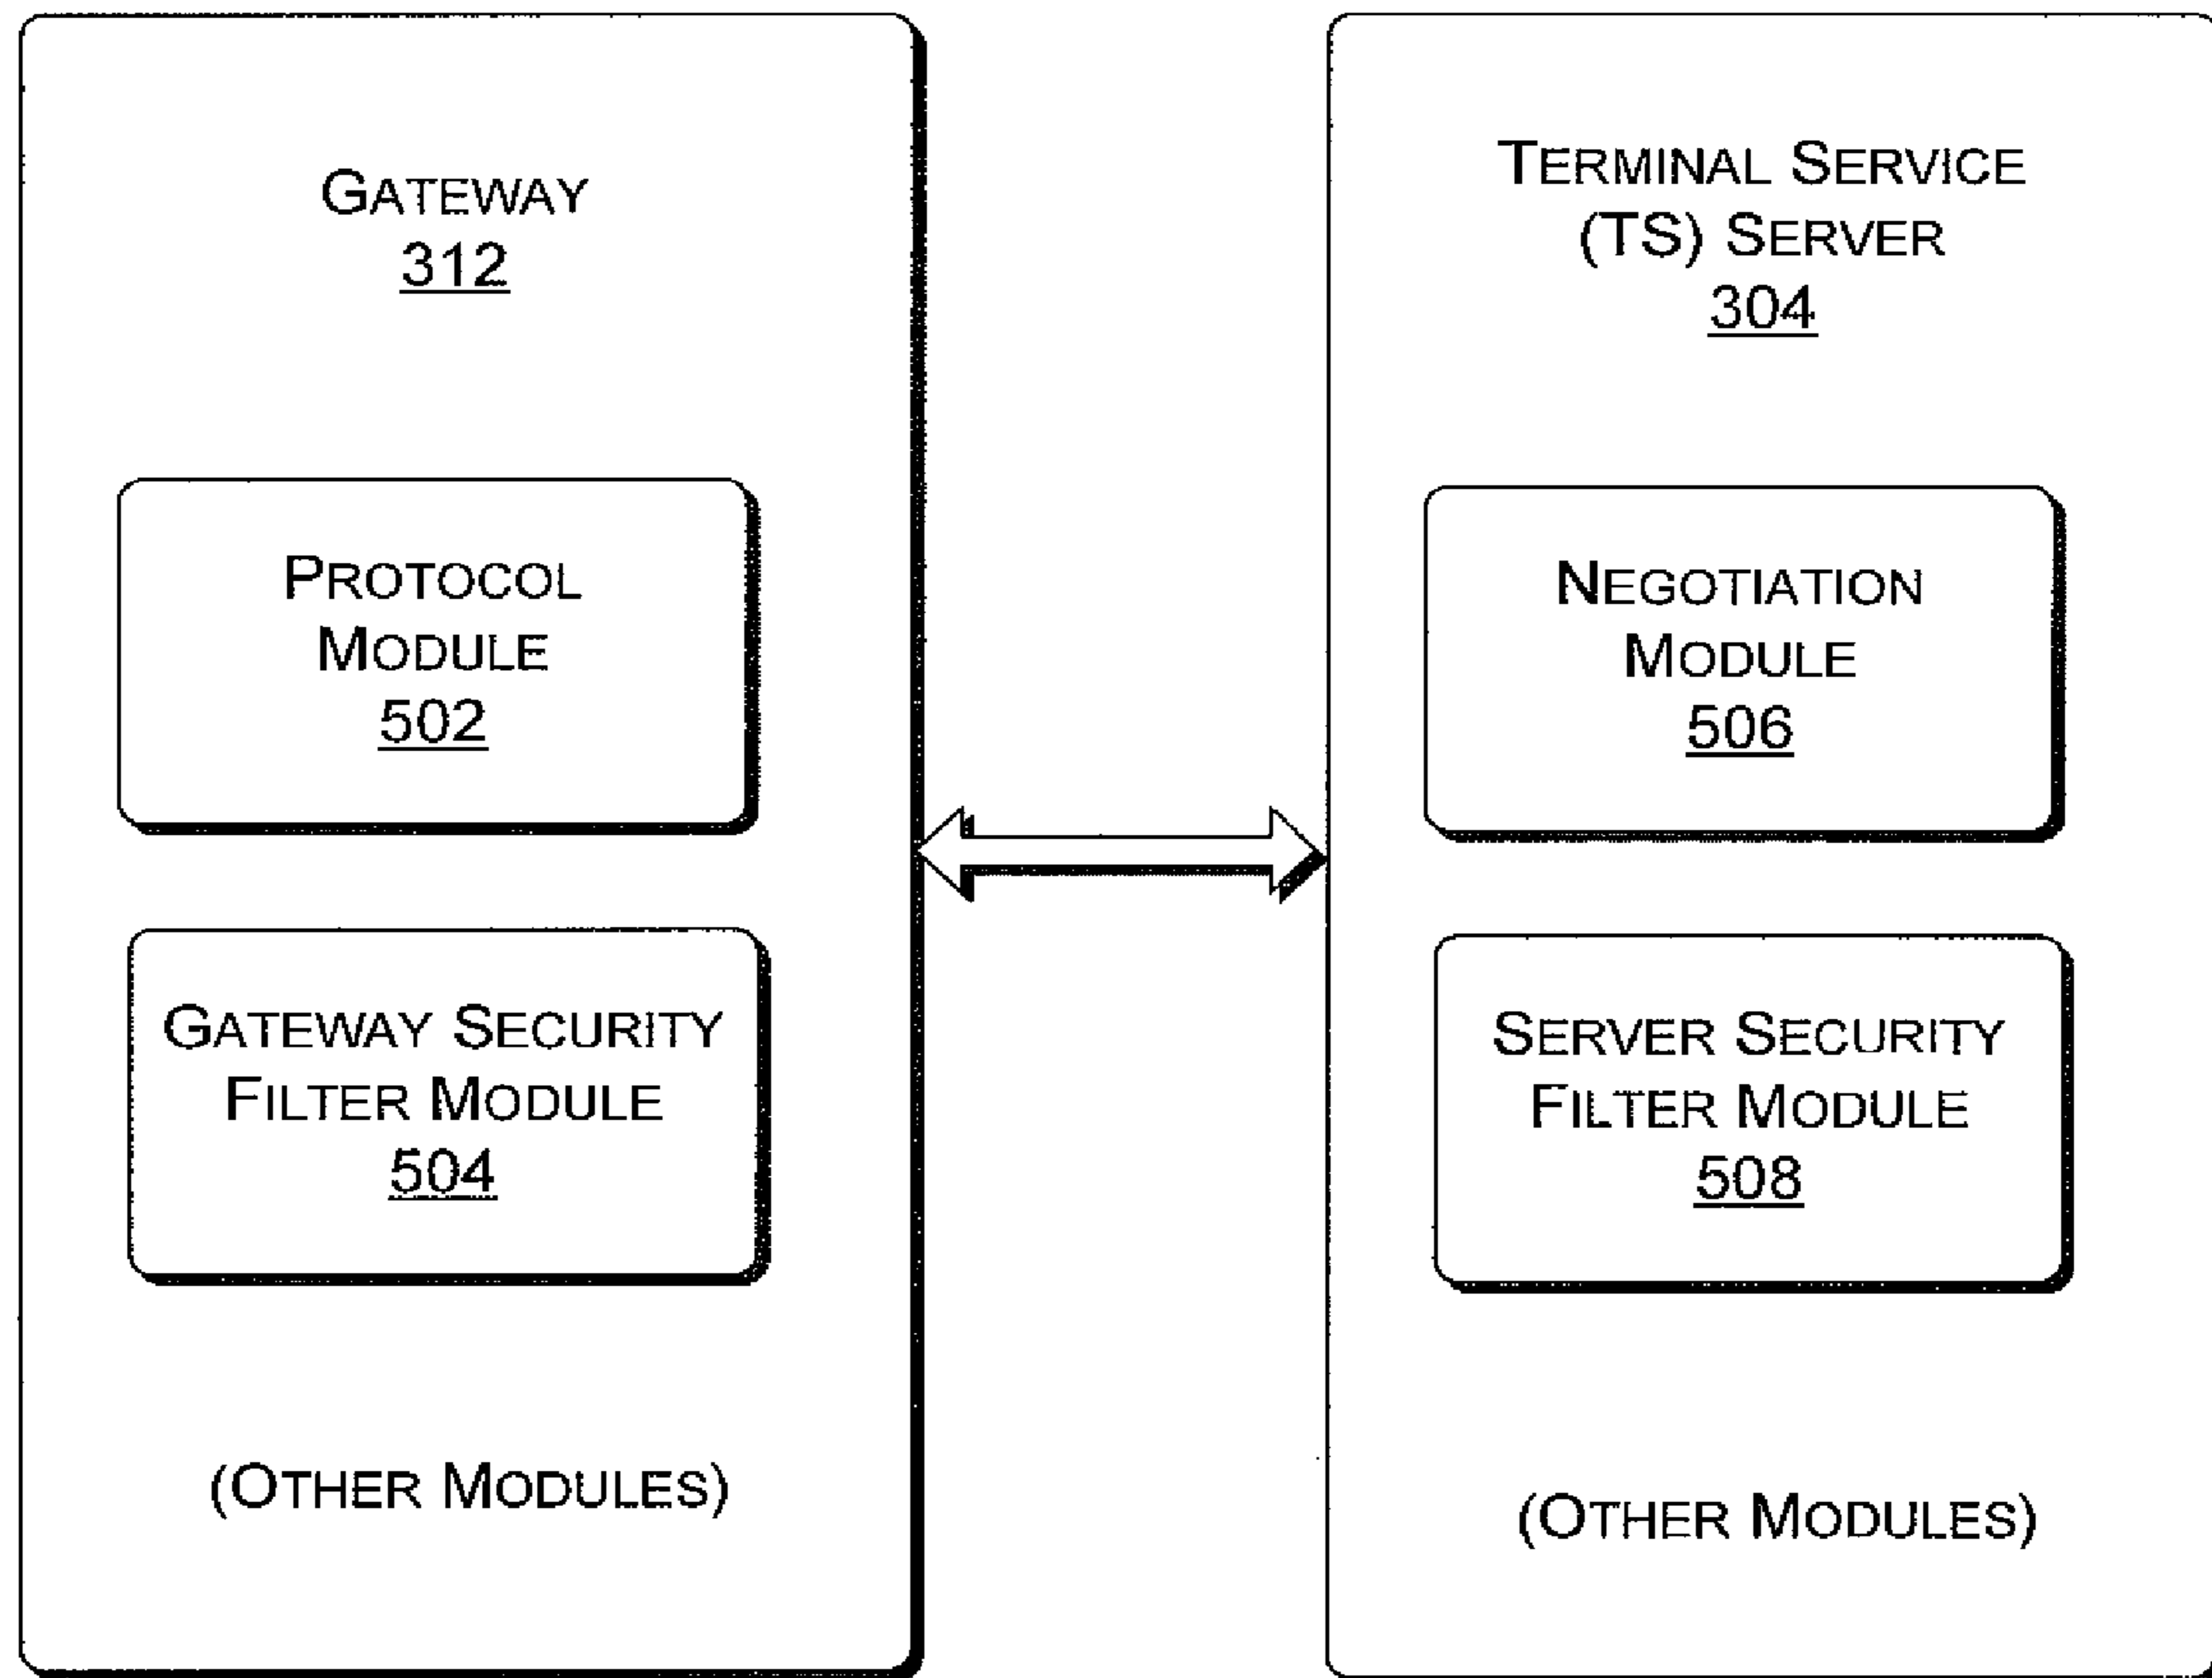 GATEWAY
312
PROTOCOL
MODULE
502
GATEWAY SECURITY
FILTER MODULE
504
(OTHER MODULES)
TERMINAL SERVICE
(TS) SERVER
304
NEGOTIATION
MODULE
506
SERVER SECURITY
FILTER MODULE
508
(OTHER MODULES)